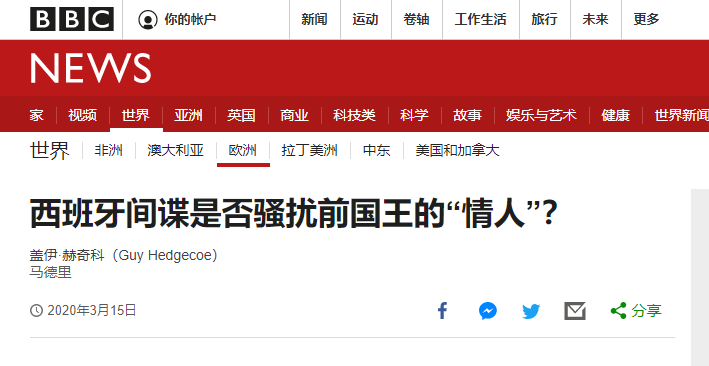 BBC 你的帐户 新闻 运动 卷轴 工作生活 旅行 未来 更多
NEWS
家 视频 世界 亚洲 英国 商业 科技类 科学 故事 娱乐与艺术 健康 世界新闻
世界 非洲 澳大利亚 欧洲 拉丁美洲 中东 美国和加拿大
西班牙间谍是否骚扰前国王的“情人”？
盖伊·赫奇科（Guy Hedgecoe）
马德里
2020年3月15日 分享